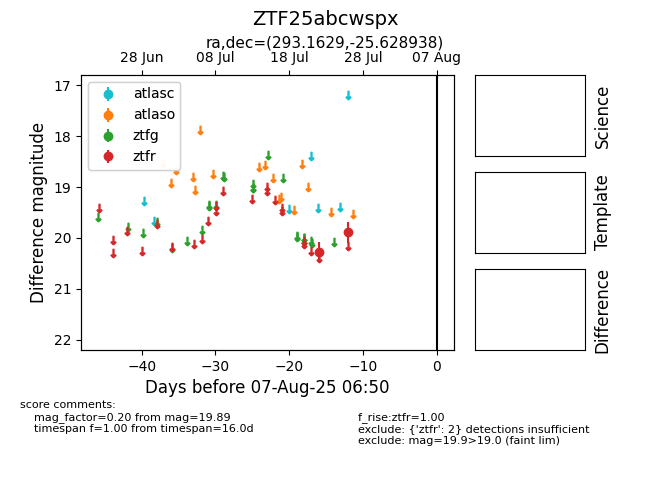 ZTF25abcwspx
ra,dec=(293.1629,-25.628938)
28 Jun 08 Jul 18 Jul 28 Jul 07 Aug
atlasc
atlaso
ztfg
ztfr
17
18
19
20
21
22
Difference magnitude
−40 −30 −20 −10 0
Days before 07-Aug-25 06:50
Science
Template
Difference
score comments:
mag_factor=0.20 from mag=19.89
timespan f=1.00 from timespan=16.0d
f_rise:ztfr=1.00
exclude: {'ztfr': 2} detections insufficient
exclude: mag=19.9>19.0 (faint lim)